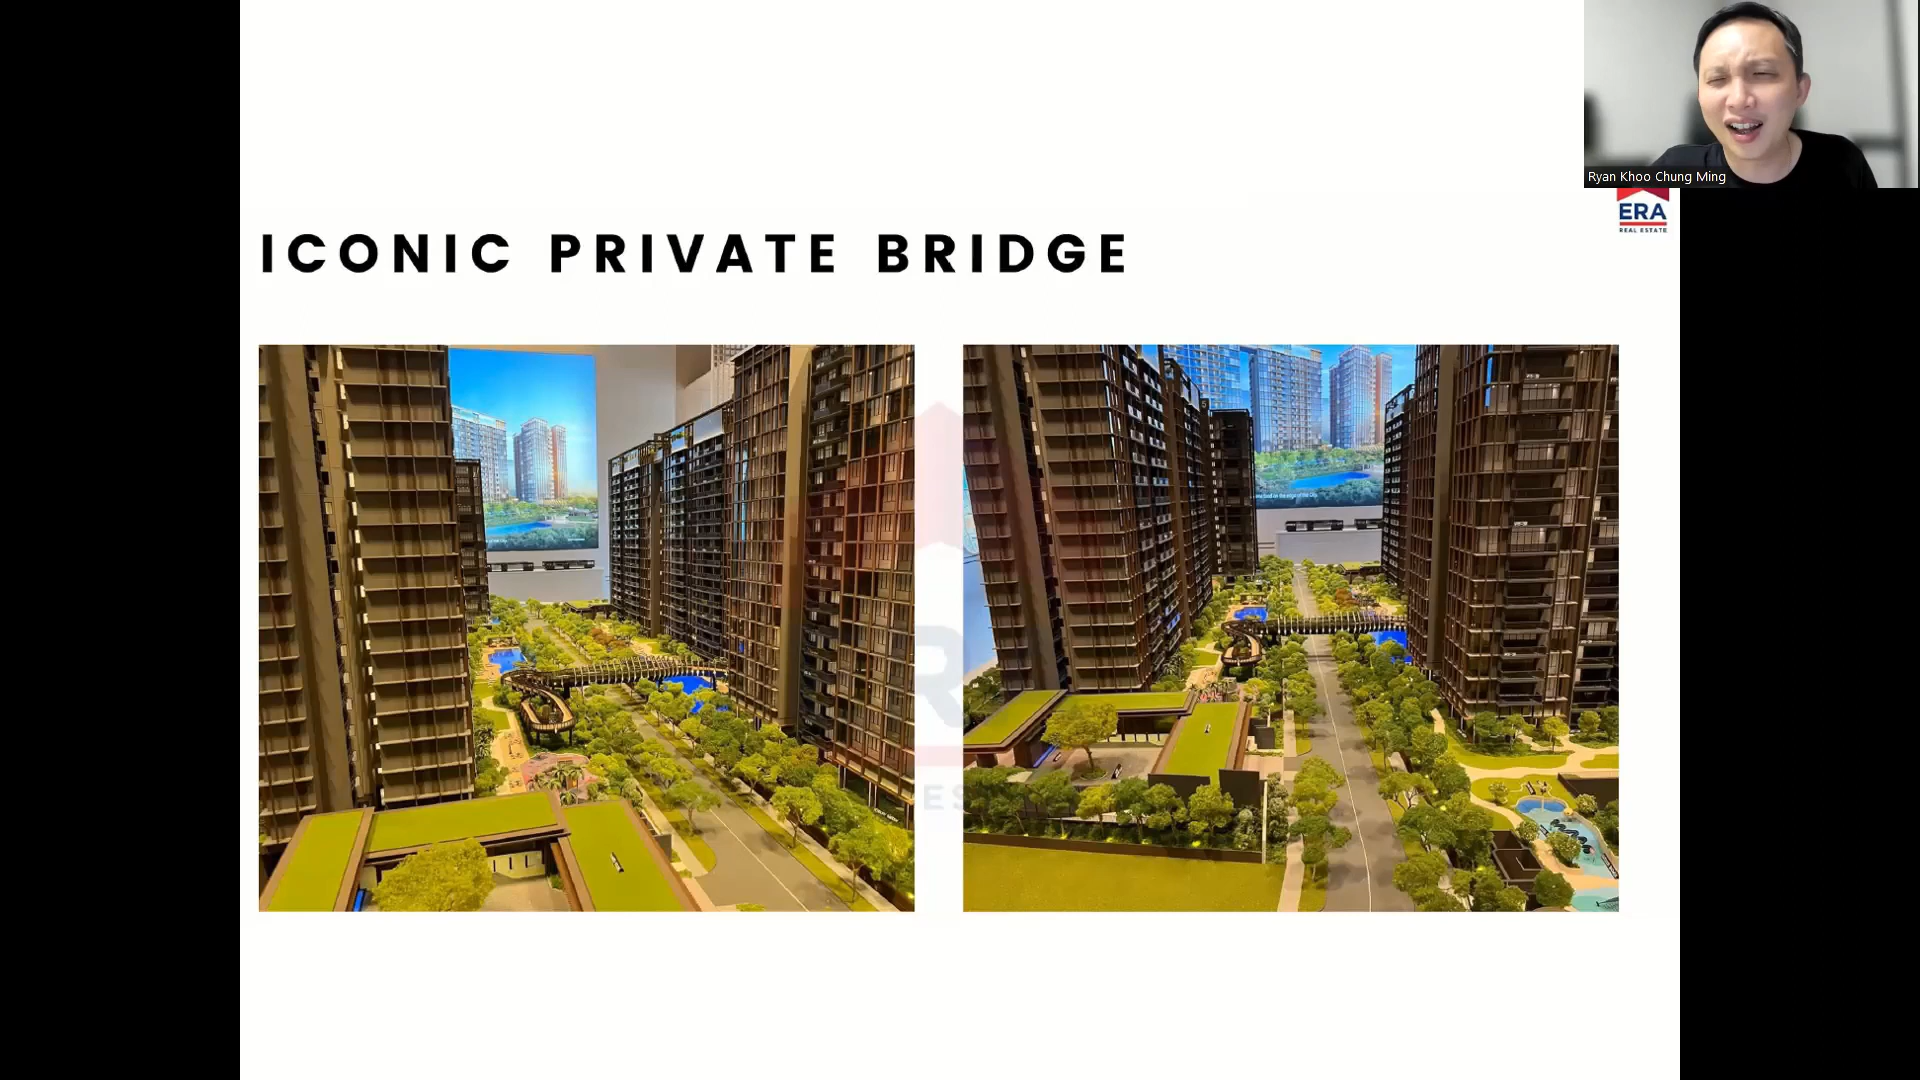 Ryan Khoo Chung Ming
ERA
REAL ESTATE
ICONIC PRIVATE BRIDGE